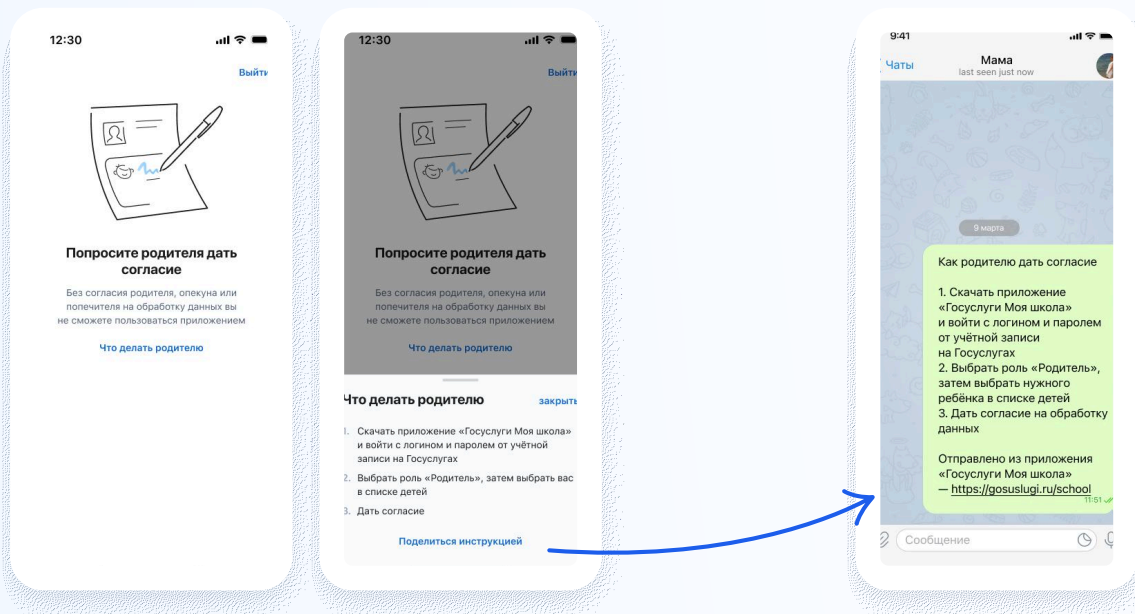 12:30
Выйти
Попросите родителя дать
согласие
Без согласия родителя, опекуна или
попечителя на обработку данных вы
не сможете пользоваться приложением
Что делать родителю
12:30
Выйти
Попросите родителя дать
согласие
Без согласия родителя, опекуна или
попечителя на обработку данных вы
не сможете пользоваться приложением
Что делать родителю
Что делать родителю
закрыть
1. Скачать приложение «Госуслуги Моя школа»
и войти с логином и паролем от учётной
записи на Госуслугах
2. Выбрать роль «Родитель», затем выбрать вас
в списке детей
3. Дать согласие
Поделиться инструкцией
9:41
Чаты
Мама
last seen just now
9 марта
Как родителю дать согласие
1. Скачать приложение
«Госуслуги Моя школа»
и войти с логином и паролем
от учётной записи
на Госуслугах
2. Выбрать роль «Родитель»,
затем выбрать нужного
ребёнка в списке детей
3. Дать согласие на обработку
данных
Отправлено из приложения
«Госуслуги Моя школа»
— https://gosuslugi.ru/school
11:51
Сообщение